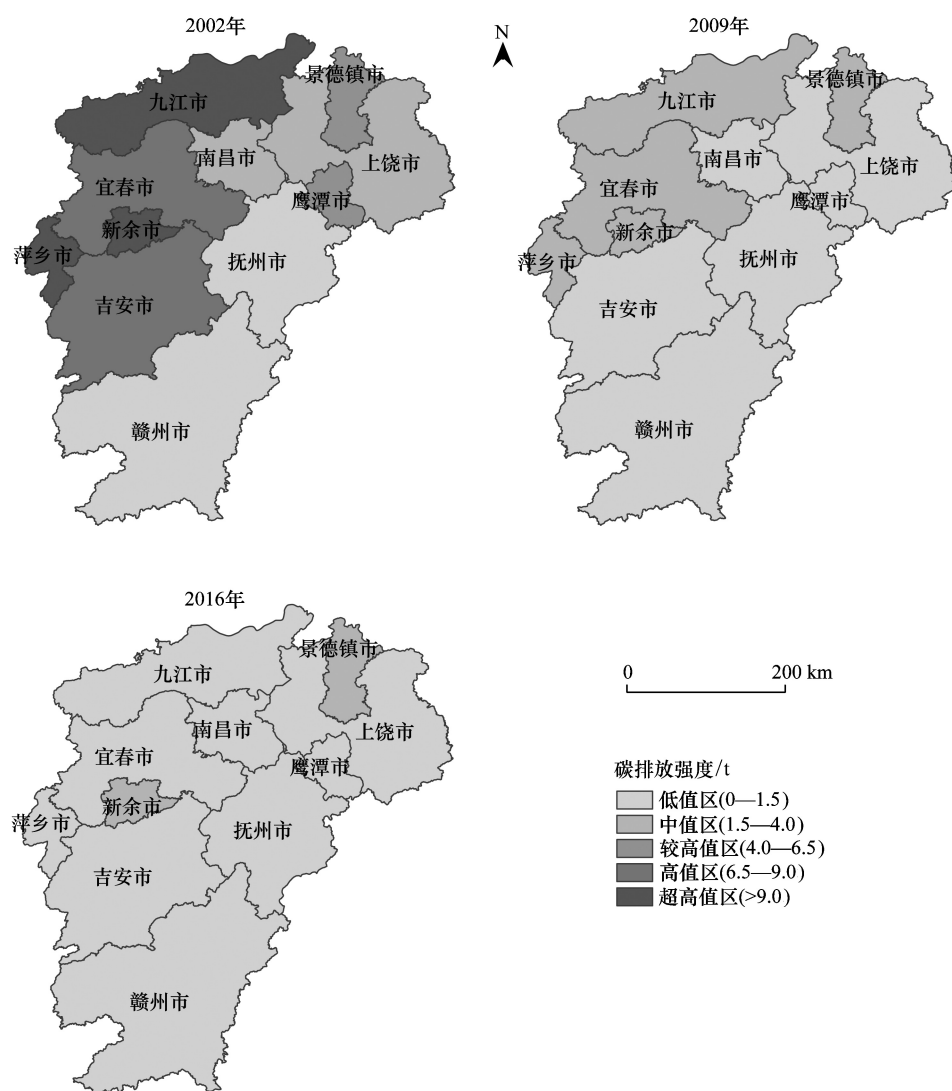 2002年
九江市
景德镇市
南昌市
上饶市
宜春市
鹰潭市
新余市
萍乡市
抚州市
吉安市
赣州市
N
2009年
九江市
景德镇市
南昌市
上饶市
宜春市
鹰潭市
新余市
萍乡市
抚州市
吉安市
赣州市
2016年
九江市
景德镇市
南昌市
上饶市
宜春市
鹰潭市
新余市
萍乡市
抚州市
吉安市
赣州市
0 200 km
碳排放强度/t
低值区(0—1.5)
中值区(1.5—4.0)
较高值区(4.0—6.5)
高值区(6.5—9.0)
超高值区(>9.0)